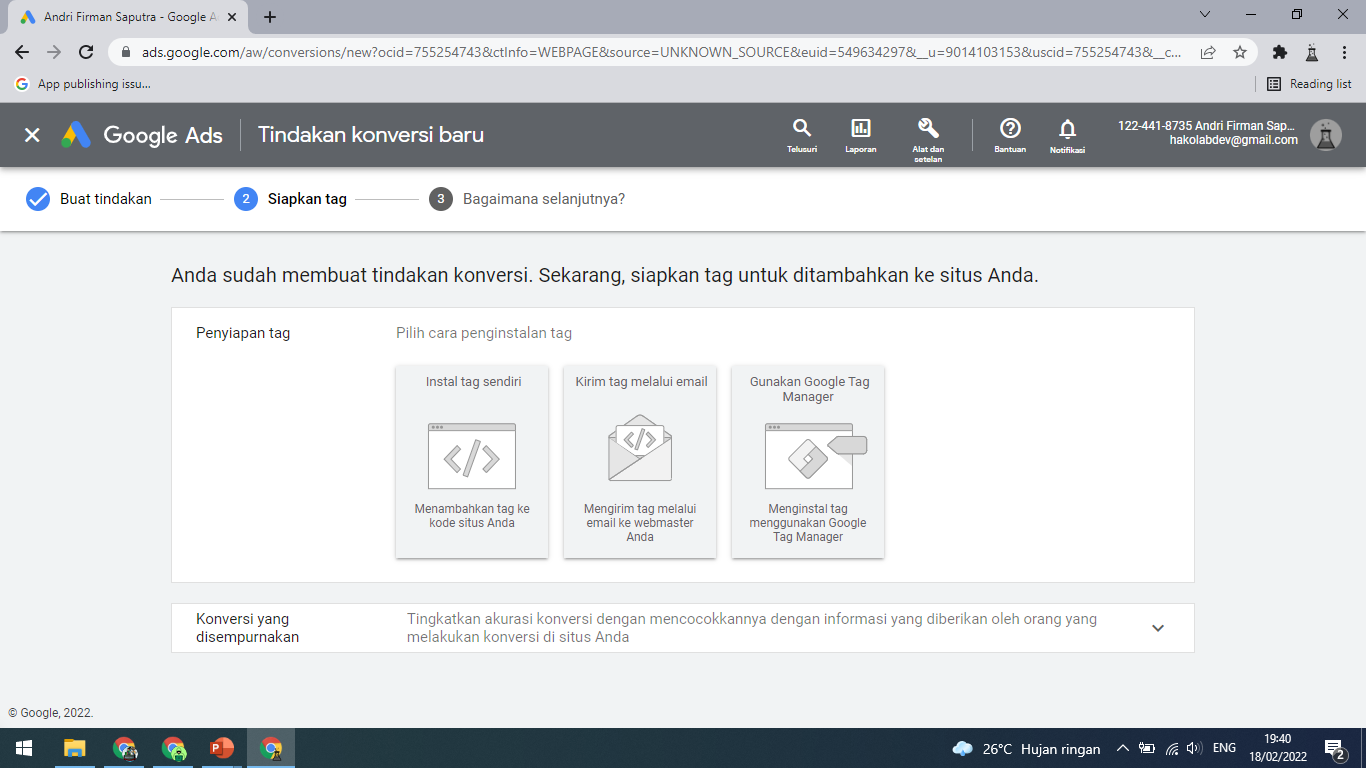 Andri Firman Saputra - Google A
ads.google.com/aw/conversions/new?ocid=755254743&ctInfo=WEBPAGE&source=UNKNOWN_SOURCE&euid=549634297&__u=9014103153&uscid=755254743&__c...
App publishing issu...
Reading list
Google Ads
Tindakan konversi baru
Telusuri
Laporan
Alat dan
setelan
Bantuan
Notifikasi
122-441-8735 Andri Firman Sap...
hakolabdev@gmail.com
Buat tindakan
2
Siapkan tag
3
Bagaimana selanjutnya?
Anda sudah membuat tindakan konversi. Sekarang, siapkan tag untuk ditambahkan ke situs Anda.
Penyiapan tag
Pilih cara penginstalan tag
Instal tag sendiri
Menambahkan tag ke
kode situs Anda
Kirim tag melalui email
Mengirim tag melalui
email ke webmaster
Anda
Gunakan Google Tag
Manager
Menginstal tag
menggunakan Google
Tag Manager
Konversi yang
disempurnakan
Tingkatkan akurasi konversi dengan mencocokkannya dengan informasi yang diberikan oleh orang yang
melakukan konversi di situs Anda
© Google, 2022.
26°C Hujan ringan
ENG
19:40
18/02/2022
2